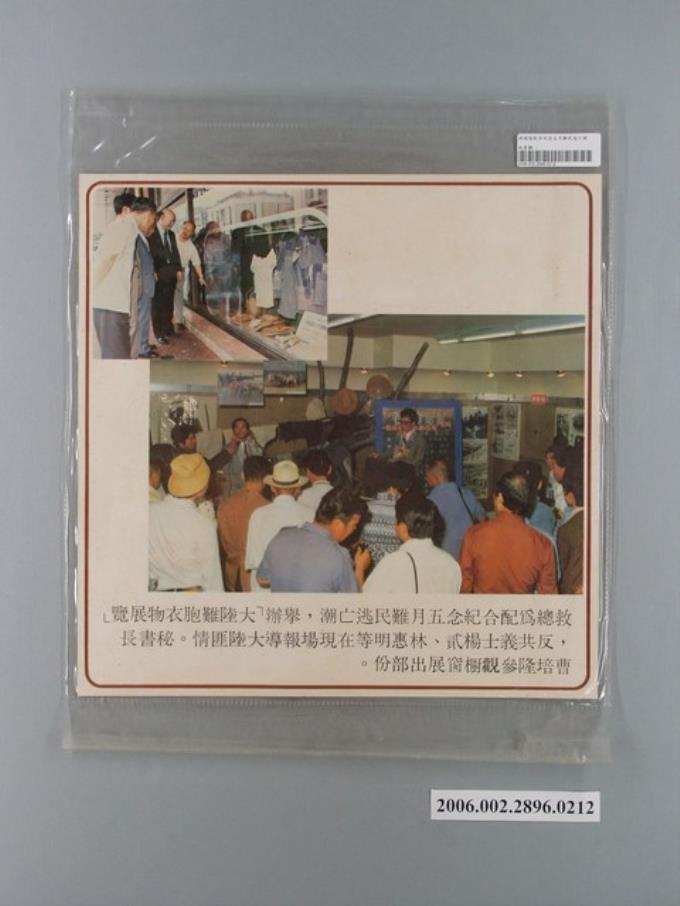 救總爲配合紀念五月難民逃亡潮，舉辦「大陸難胞衣物展覽」
，反共義士楊貳、林惠明等在現場報導大陸匪情。秘書長
曹培隆參觀櫥窗展出部份。
2006.002.2896.0212